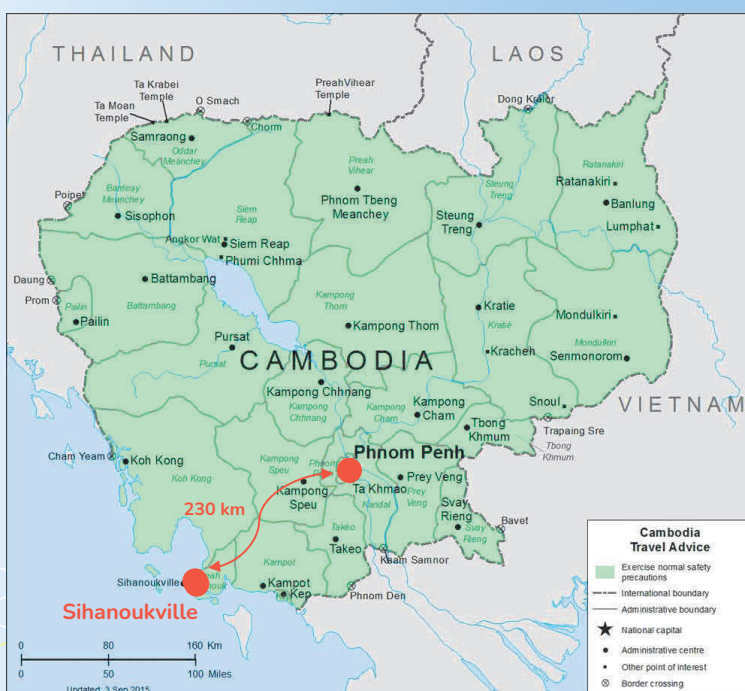 THAILAND
LAOS
Ta Krabei
Temple
O Smach
PreahVihear
Temple
Ta Moan
Temple
Chorm
Dong Kralor
Samraong
Oddar
Meanchey
Preah
Vihear
Ratanakiri
Ratanakiri
Banteay
Meanchey
Poipet
Siem
Reap
Phnom Tbeng
Meanchey
Steung
Treng
Banlung
Sisophon
Steung
Treng
Lumphat
Angkor Wat
Siem Reap
Phumi Chhma
Daung
Battambang
Prom
Pailin
Battambang
Kampong
Thom
Kratie
Mondulkiri
Pailin
Kampong Thom
Kratié
Pursat
Mondulkiri
Kracheh
Senmonorom
Pursat
CAMBODIA
Kampong Chhnang
Kampong
Chhnang
Kampong
Cham
Kampong
Cham
Snoul
VIETNAM
Tbong
Khmum
Trapaing Sre
Tbong
Khmum
Cham Yeam
Koh Kong
Koh Kong
Kampong
Speu
Phnom Penh
Prey Veng
Prey
Veng
Ta Khmao
Kampong
Speu
Kandal
Svay
Rieng
Svay
Rieng
Bavet
230 km
Takéo
Takeo
Kaam Samnor
Sihanoukville
Kampot
Kampot
Kep
Phnom Den
Sihanoukville
0 80 160 Km
0 50 100 Miles
Updated 3 Sep 2015
Cambodia
Travel Advice
Exercise normal safety
precautions
International boundary
Administrative boundary
National capital
Administrative centre
Other point of interest
Border crossing